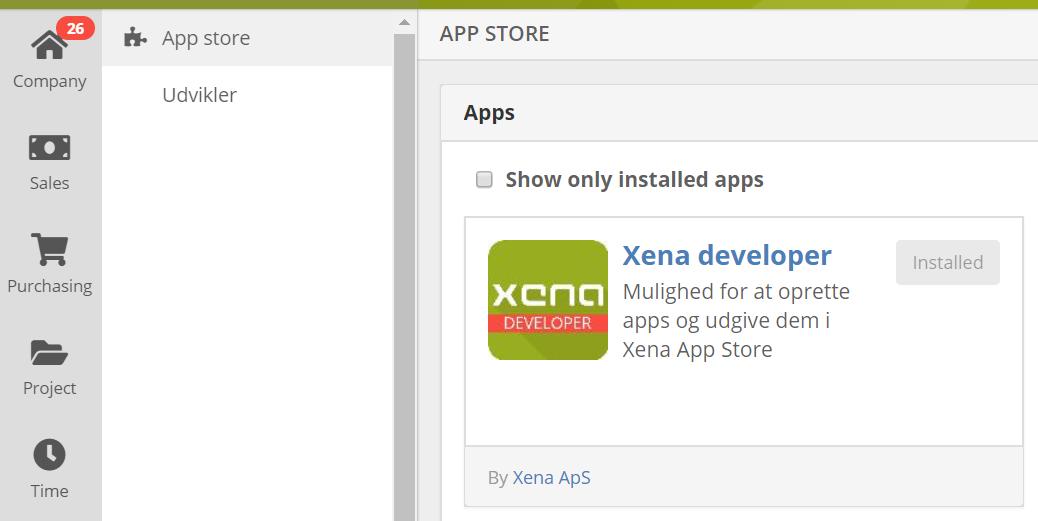 26
Company
Sales
Purchasing
Project
Time
App store
Udvikler
APP STORE
Apps
Show only installed apps
xena
DEVELOPER
Xena developer
Installed
Mulighed for at oprette
apps og udgive dem i
Xena App Store
By Xena ApS